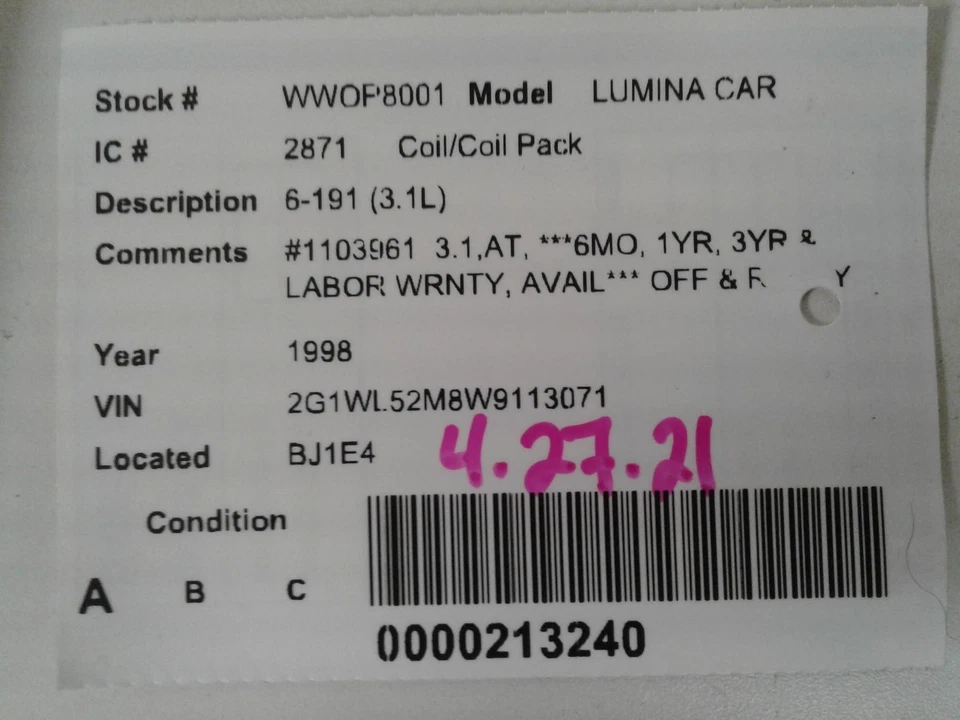 Stock # WWOP8001 Model LUMINA CAR
IC # 2871 Coil/Coil Pack
Description 6-191 (3.1L)
Comments #1103961 3.1,AT, ***6MO, 1YR, 3YR &
LABOR WRNTY, AVAIL*** OFF & Y
Year 1998
VIN 2G1WL52M8W9113071
Located BJ1E4 4.27.21
Condition
A B C
0000213240